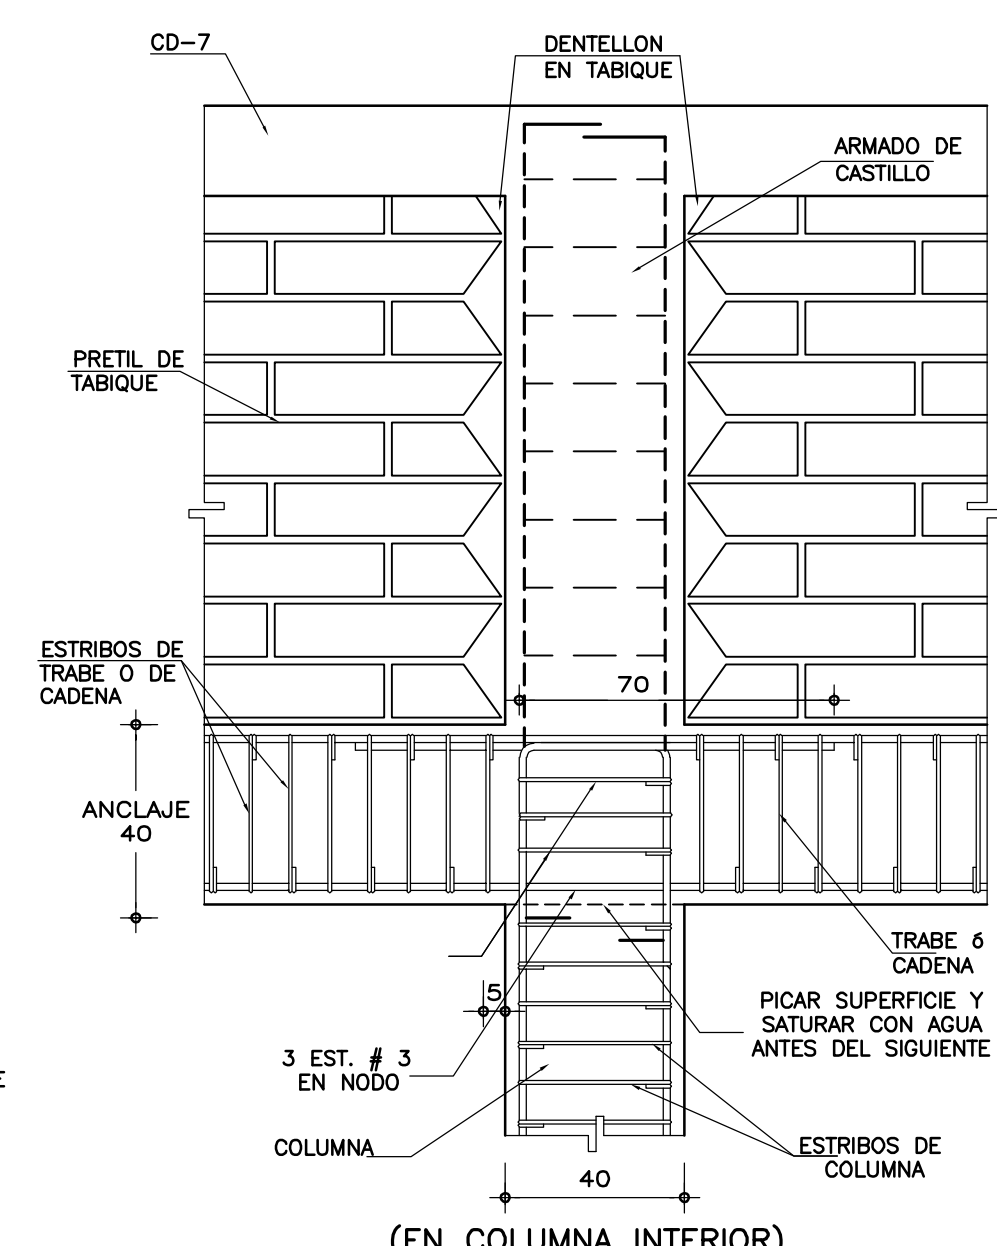 CD-7
DENTELLON
EN TABIQUE
ARMADO DE
CASTILLO
PRETIL DE
TABIQUE
ESTRIBOS DE
TRABE O DE
CADENA
70
ANCLAJE
40
TRABE ó
CADENA
5
PICAR SUPERFICIE Y
SATURAR CON AGUA
ANTES DEL SIGUIENTE
3 EST. # 3
EN NODO
COLUMNA
ESTRIBOS DE
COLUMNA
40
(EN COLUMNA INTERIOR)